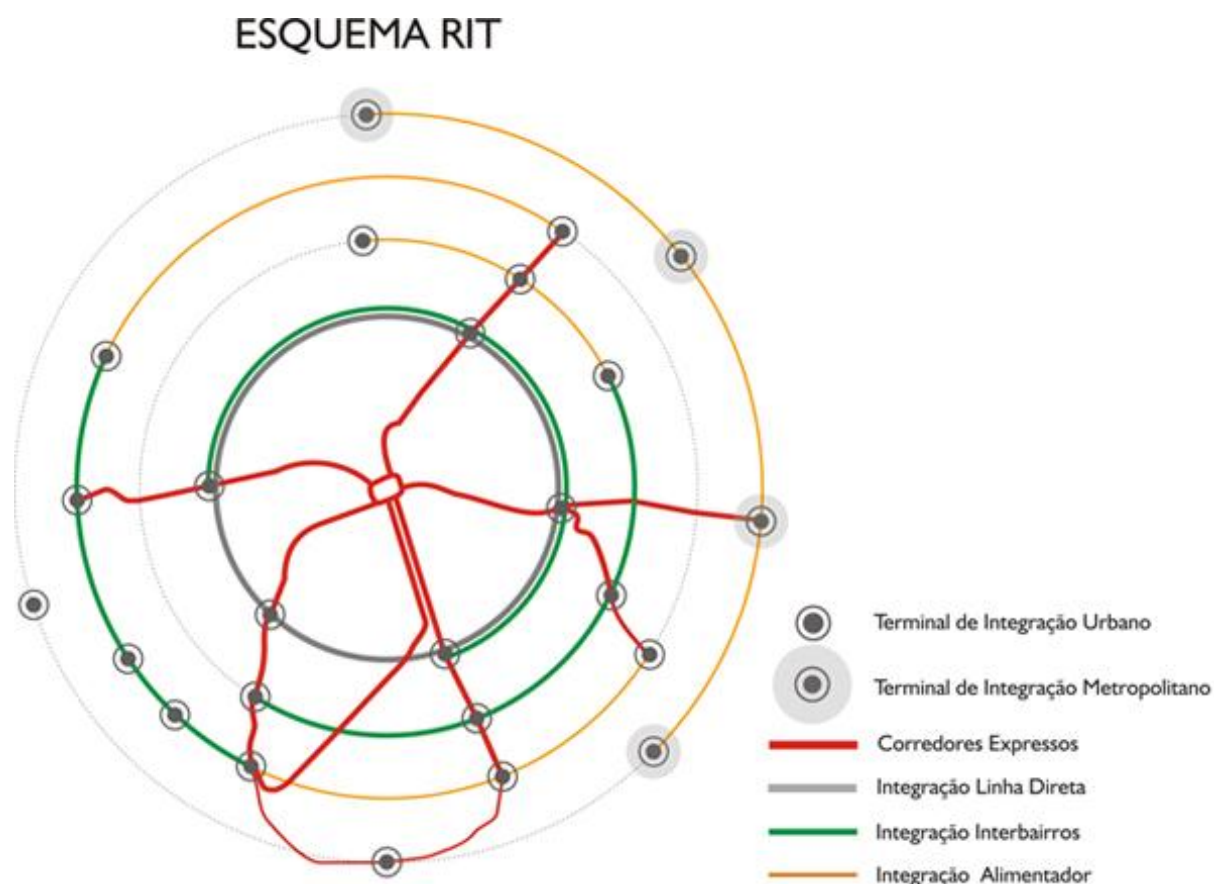 ESQUEMA RIT
Terminal de Integração Urbano
Terminal de Integração Metropolitano
Corredores Expressos
Integração Linha Direta
Integração Interbairros
Integração Alimentador